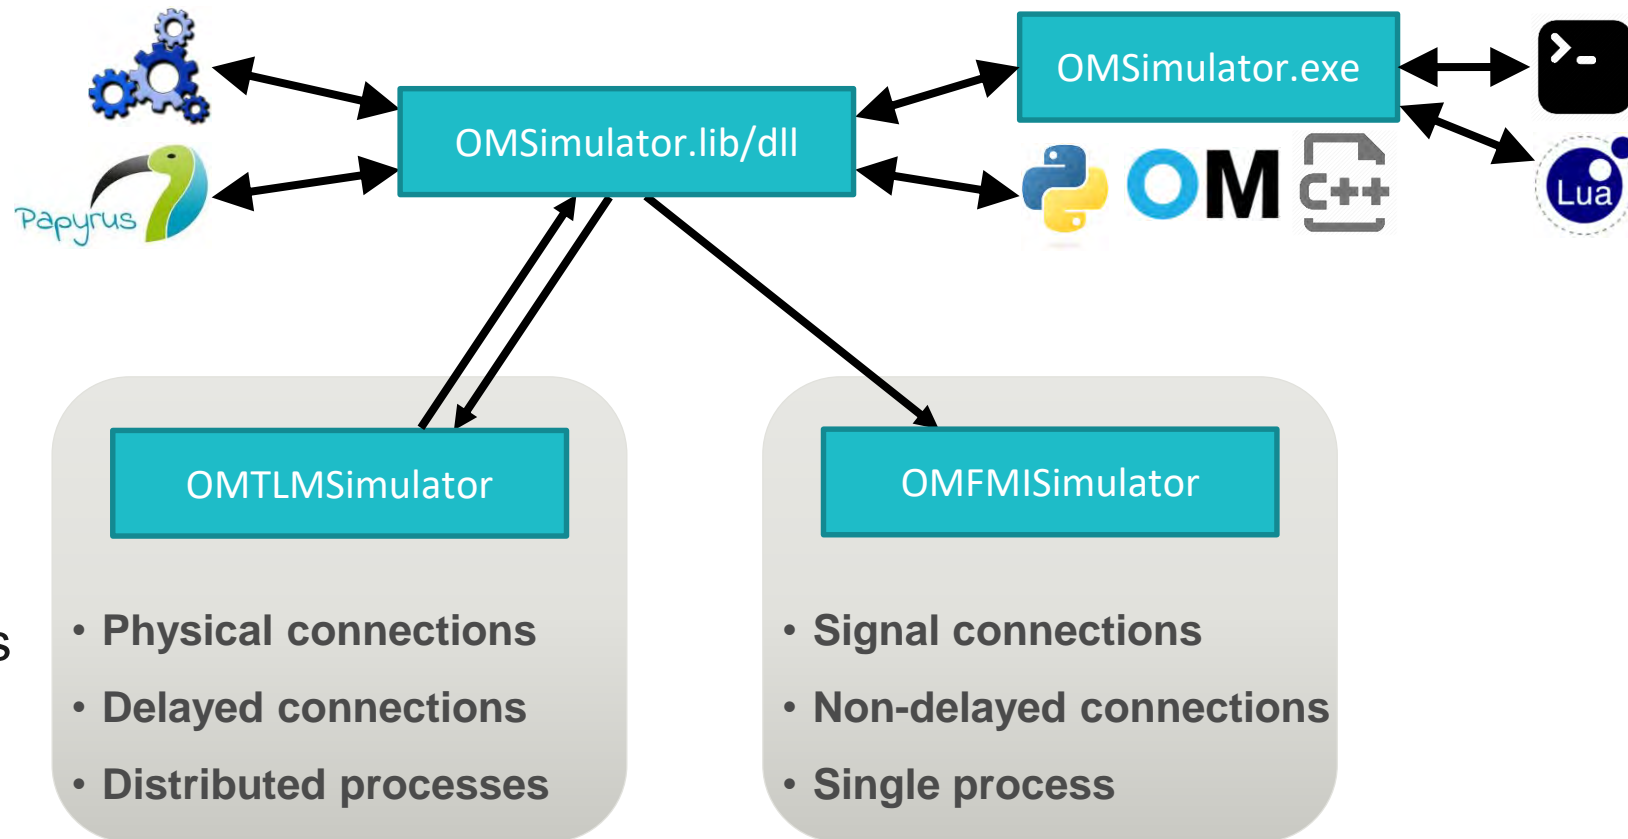 OMSimulator.exe
>-
OMSimulator.lib/dll
Papyrus
OM
C++
Lua
OMTLMSimulator
OMFMISimulator
s
• Physical connections
• Delayed connections
• Distributed processes
• Signal connections
• Non-delayed connections
• Single process